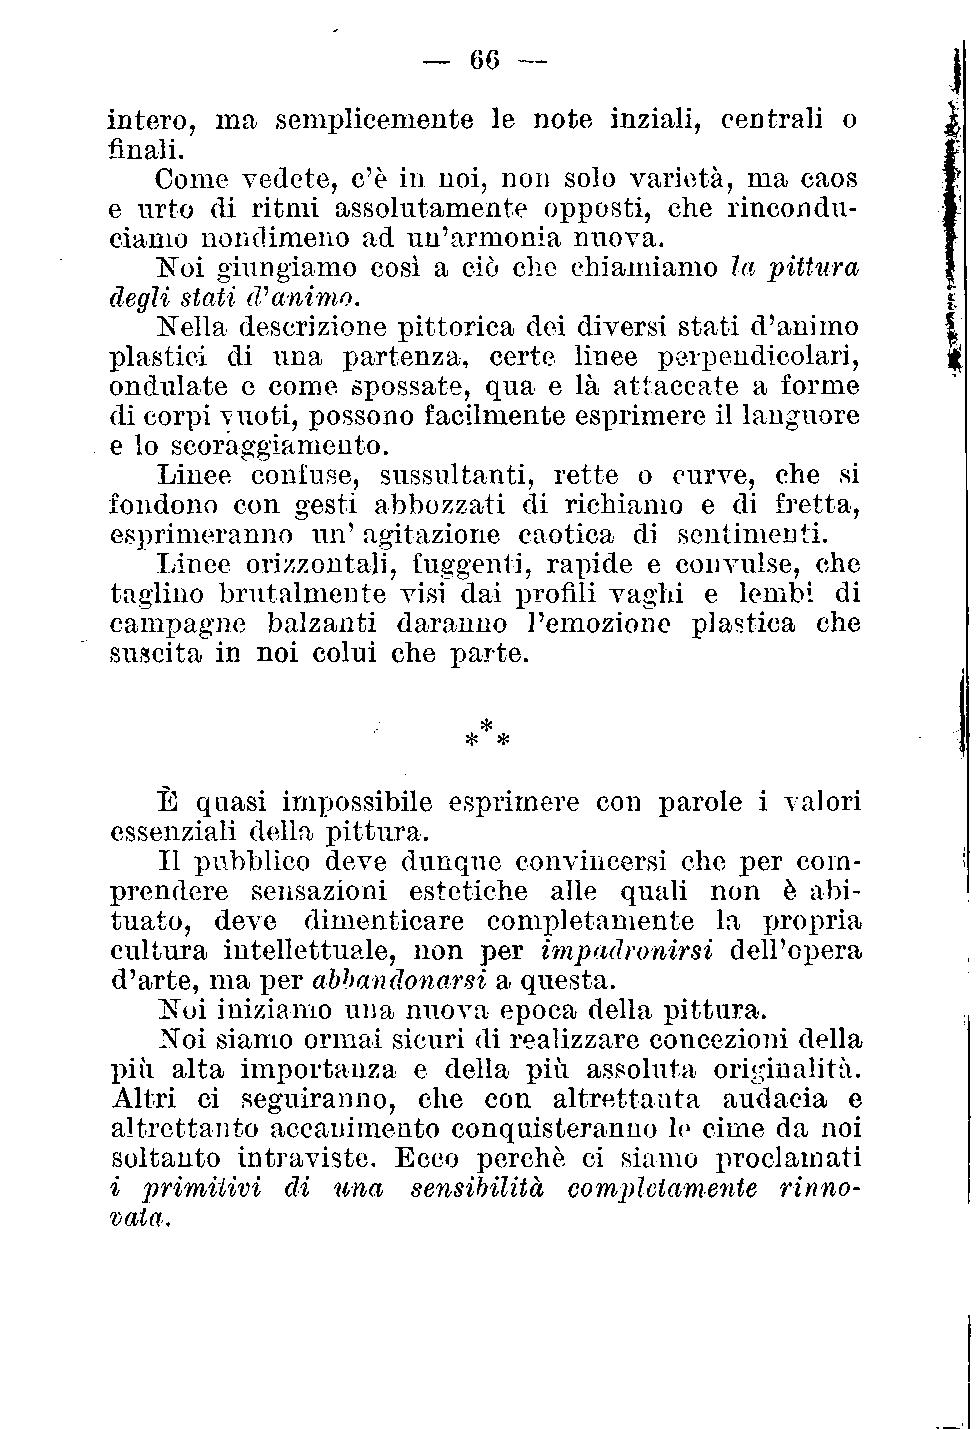 — 66 —
intero, ma semplicemente le note inziali, centrali o
finali.
Come vedete, c'è in noi, non solo varietà, ma caos
e urto di ritmi assolutamente opposti, che rincondu-
ciamo nondimeno ad un'armonia nuova.
Noi giungiamo così a ciò che chiamiamo la pittura
degli stati d'animo.
Nella descrizione pittorica dei diversi stati d'animo
plastici di una partenza, certe linee perpendicolari,
ondulate e come spossate, qua e là attaccate a forme
di corpi vuoti, possono facilmente esprimere il languore
e lo scoraggiamento.
Linee confuse, sussultanti, rette o curve, che si
fondono con gesti abbozzati di richiamo e di fretta,
esprimeranno un' agitazione caotica di sentimenti.
Linee orizzontali, fuggenti, rapide e convulse, che
taglino brutalmente visi dai profili vaghi e lembi di
campagne balzanti daranno l'emozione plastica che
suscita in noi colui che parte.
*
* *
È quasi impossibile esprimere con parole i valori
essenziali della pittura.
Il pubblico deve dunque convincersi che per com-
prendere sensazioni estetiche alle quali non è abi-
tuato, deve dimenticare completamente la propria
cultura intellettuale, non per impadronirsi dell'opera
d'arte, ma per abbandonarsi a questa.
Noi iniziamo una nuova epoca della pittura.
Noi siamo ormai sicuri di realizzare concezioni della
più alta importanza e della più assoluta originalità.
Altri ci seguiranno, che con altrettanta audacia e
altrettanto accanimento conquisteranno le cime da noi
soltanto intraviste. Ecco perchè ci siamo proclamati
i primitivi di una sensibilità completamente rinno-
vata.